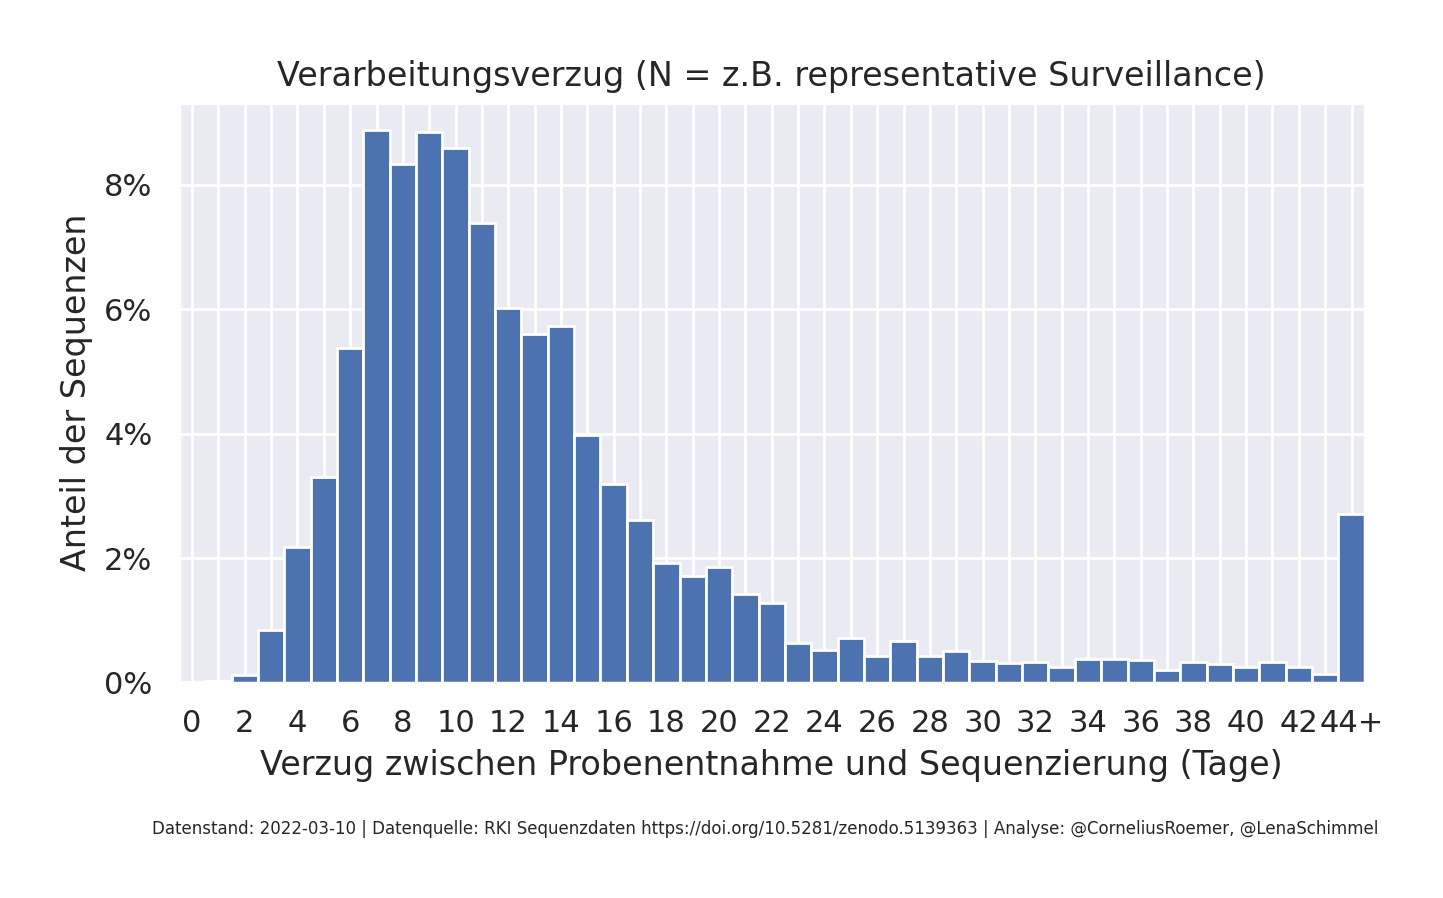 Verarbeitungsverzug (N = z.B. representative Surveillance)
Anteil der Sequenzen
8%
6%
4%
2%
0%
0 2 4 6 8 10 12 14 16 18 20 22 24 26 28 30 32 34 36 38 40 42 44+
Verzug zwischen Probenentnahme und Sequenzierung (Tage)
Datenstand: 2022-03-10 | Datenquelle: RKI Sequenzdaten https://doi.org/10.5281/zenodo.5139363 | Analyse: @CorneliusRoemer, @LenaSchimmel